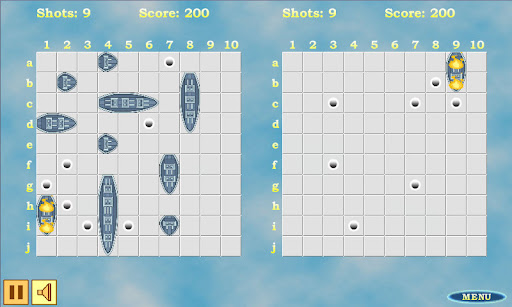 Shots: 9 Score: 200 Shots: 9 Score: 200
1 2 3 4 5 6 7 8 9 10 1 2 3 4 5 6 7 8 9 10
a a
b b
c c
d d
e e
f f
g g
h h
i i
j j
MENU